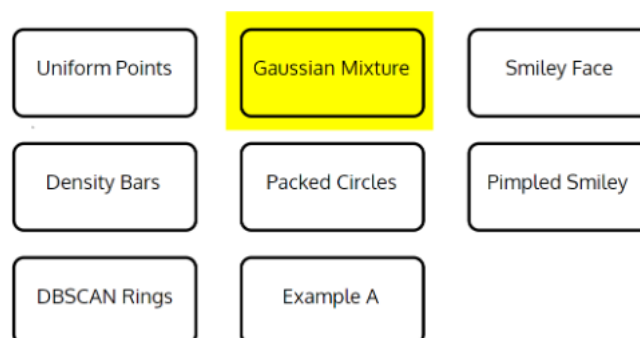 Uniform Points
Gaussian Mixture
Smiley Face
Density Bars
Packed Circles
Pimpled Smiley
DBSCAN Rings
Example A